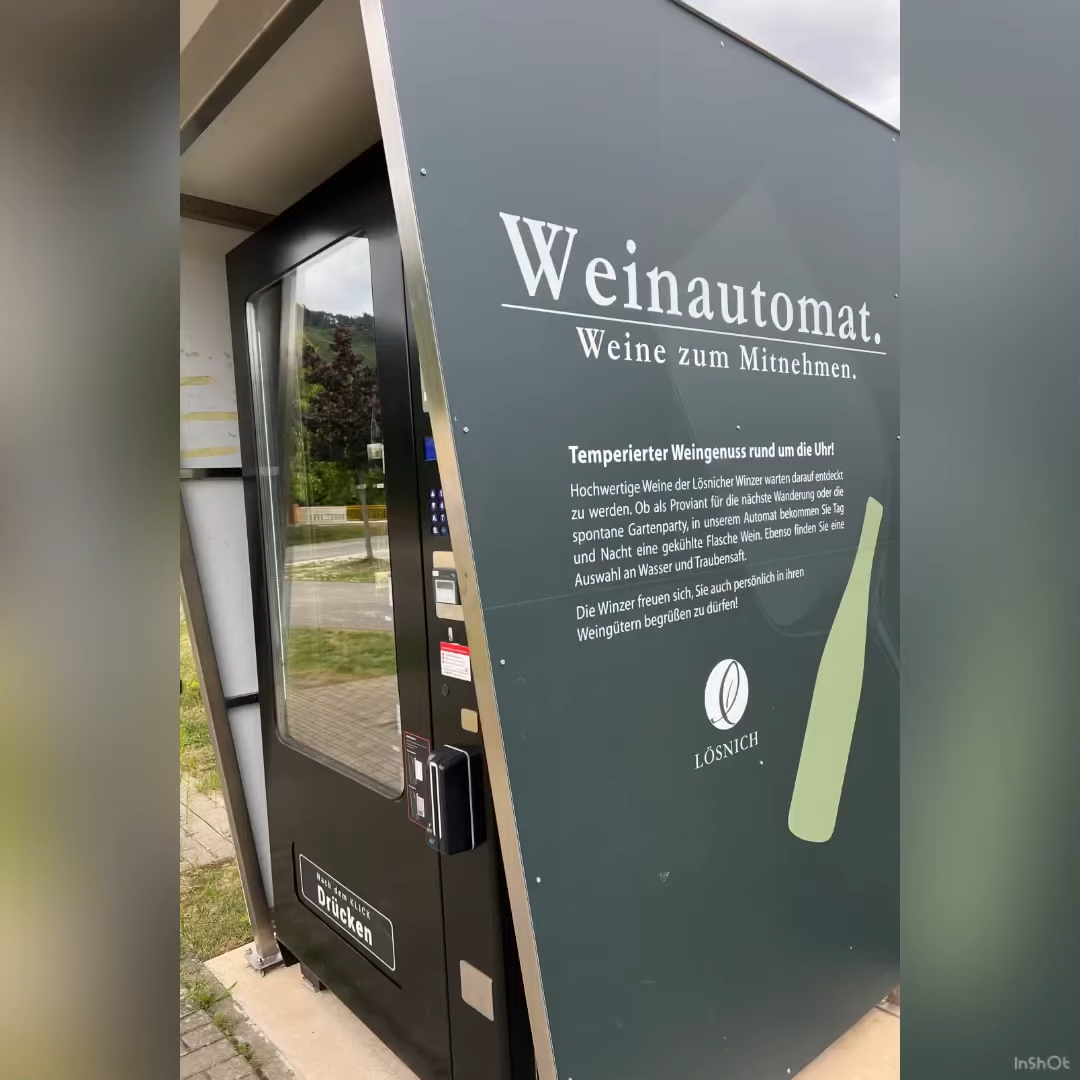 Weinautomat.
Weine zum Mitnehmen.
Temperierter Weingenuss rund um die Uhr!
Hochwertige Weine der Lösnicher Winzer warten darauf entdeckt
zu werden. Ob als Proviant für die nächste Wanderung oder die
spontane Gartenparty, in unserem Automat bekommen Sie Tag
und Nacht eine gekühlte Flasche Wein. Ebenso finden Sie eine
Auswahl an Wasser und Traubensaft.
Die Winzer freuen sich, Sie auch persönlich in ihren
Weingütern begrüßen zu dürfen!
LÖSNICH
Nach dem KLICK
Drücken
InShOt